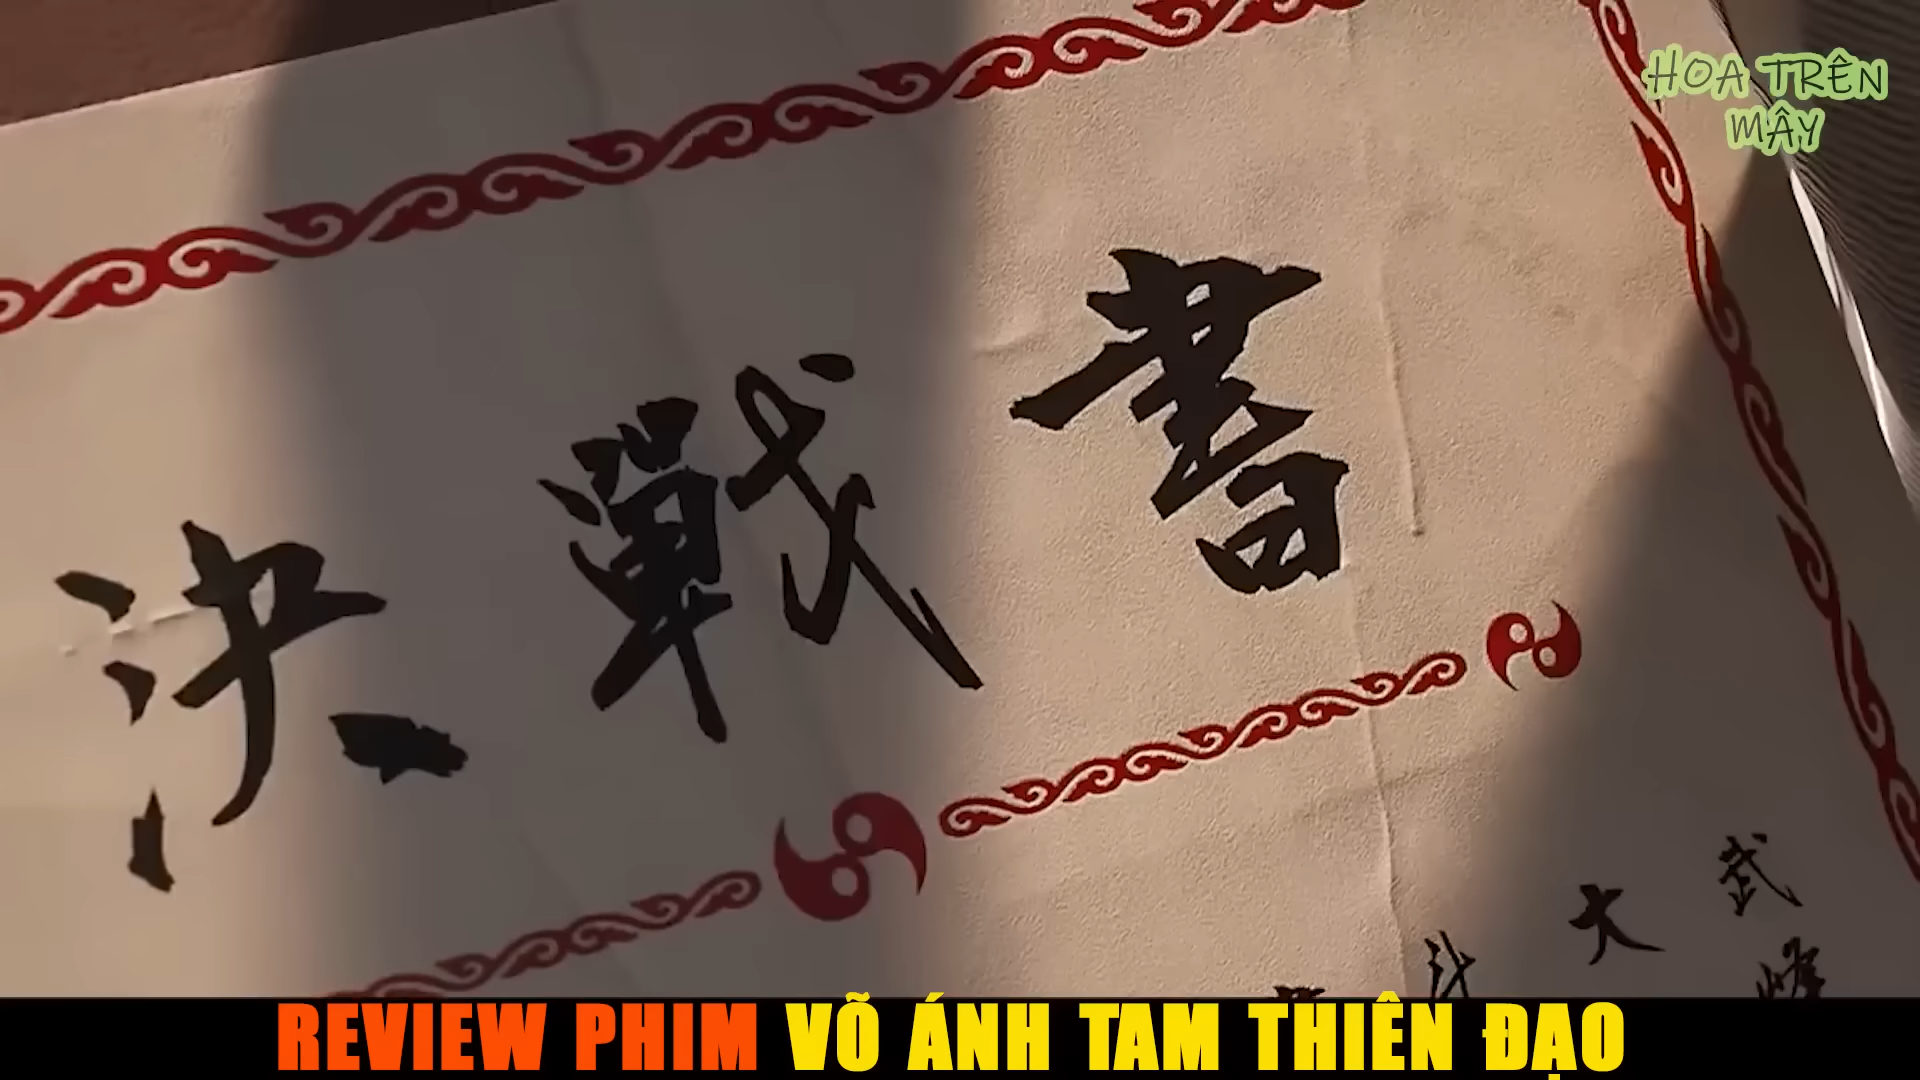 HOA TRÊN
MÂY
決戰書
武
大
REVIEW PHIM VÕ ÁNH TAM THIÊN ĐẠO